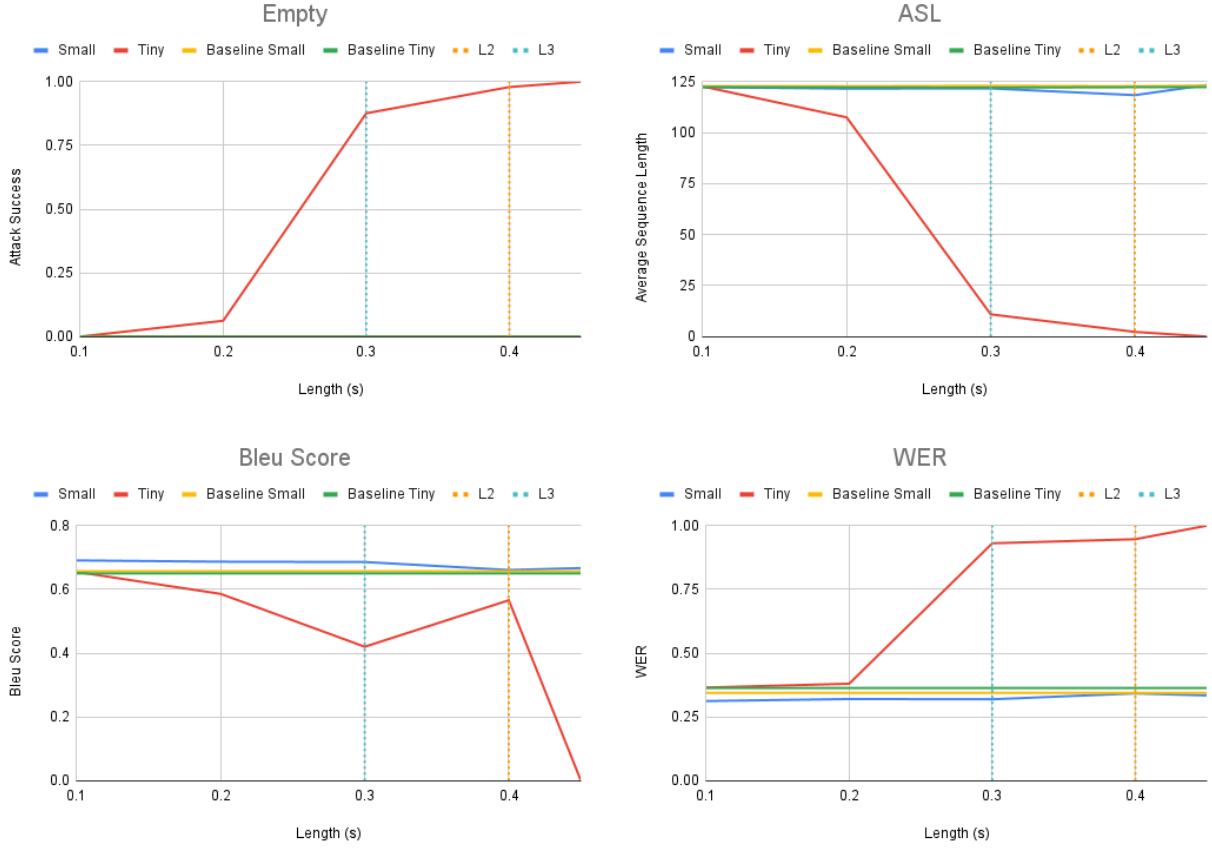 Empty
Small Tiny Baseline Small Baseline Tiny L2 L3
Attack Success
1.00
0.75
0.50
0.25
0.00
0.1 0.2 0.3 0.4
Length (s)
ASL
Small Tiny Baseline Small Baseline Tiny L2 L3
Average Sequence Length
125
100
75
50
25
0
0.1 0.2 0.3 0.4
Length (s)
Bleu Score
Small Tiny Baseline Small Baseline Tiny L2 L3
Bleu Score
0.8
0.6
0.4
0.2
0.0
0.1 0.2 0.3 0.4
Length (s)
WER
Small Tiny Baseline Small Baseline Tiny L2 L3
WER
1.00
0.75
0.50
0.25
0.00
0.1 0.2 0.3 0.4
Length (s)